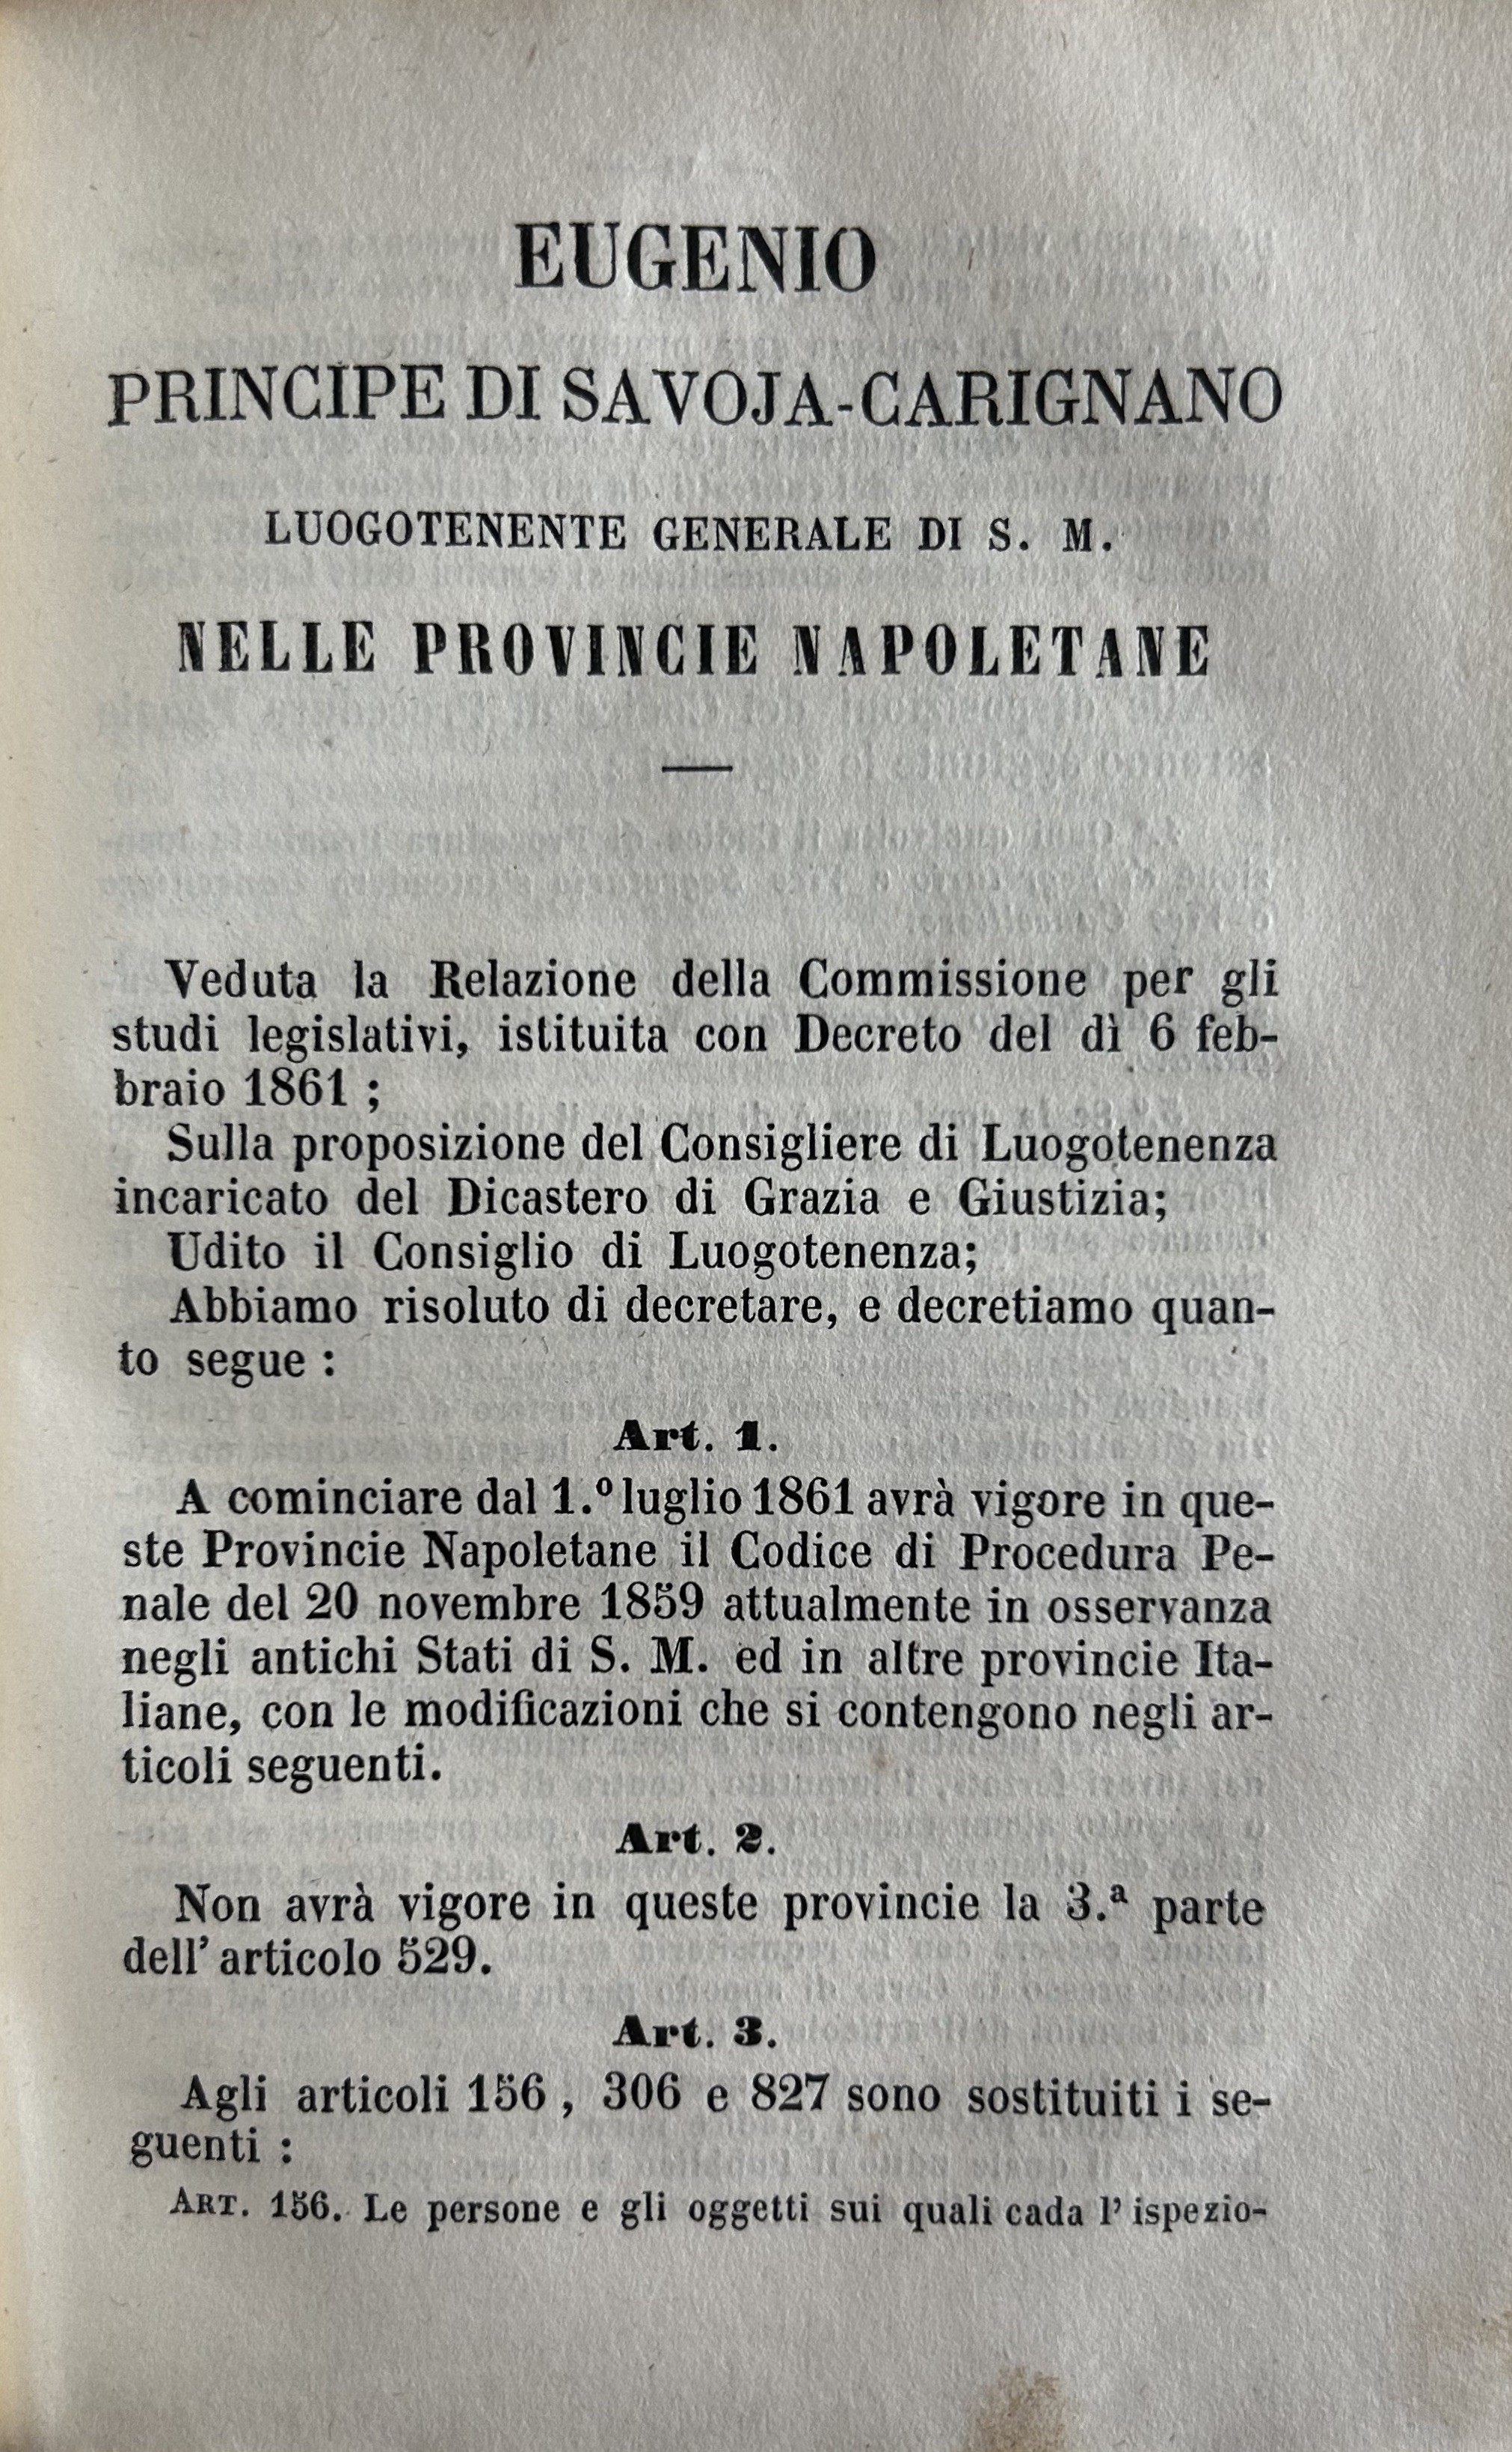 EUGENIO
PRINCIPE DI SAVOJA-CARIGNANO
LUOGOTENENTE GENERALE DI S. M.
NELLE PROVINCIE NAPOLETANE
Veduta la Relazione della Commissione per gli
studi legislativi, istituita con Decreto del dì 6 feb-
braio 1861 ;
Sulla proposizione del Consigliere di Luogotenenza
incaricato del Dicastero di Grazia e Giustizia;
Udito il Consiglio di Luogotenenza;
Abbiamo risoluto di decretare, e decretiamo quan-
to segue :
Art. 1.
A cominciare dal 1.º luglio 1861 avrà vigore in que-
ste Provincie Napoletane il Codice di Procedura Pe-
nale del 20 novembre 1859 attualmente in osservanza
negli antichi Stati di S. M. ed in altre provincie Ita-
liane, con le modificazioni che si contengono negli ar-
ticoli seguenti.
Art. 2.
Non avrà vigore in queste provincie la 3.ª parte
dell' articolo 529.
Art. 3.
Agli articoli 156 , 306 e 827 sono sostituiti i se-
guenti :
ART. 156. Le persone e gli oggetti sui quali cada l' ispezio-